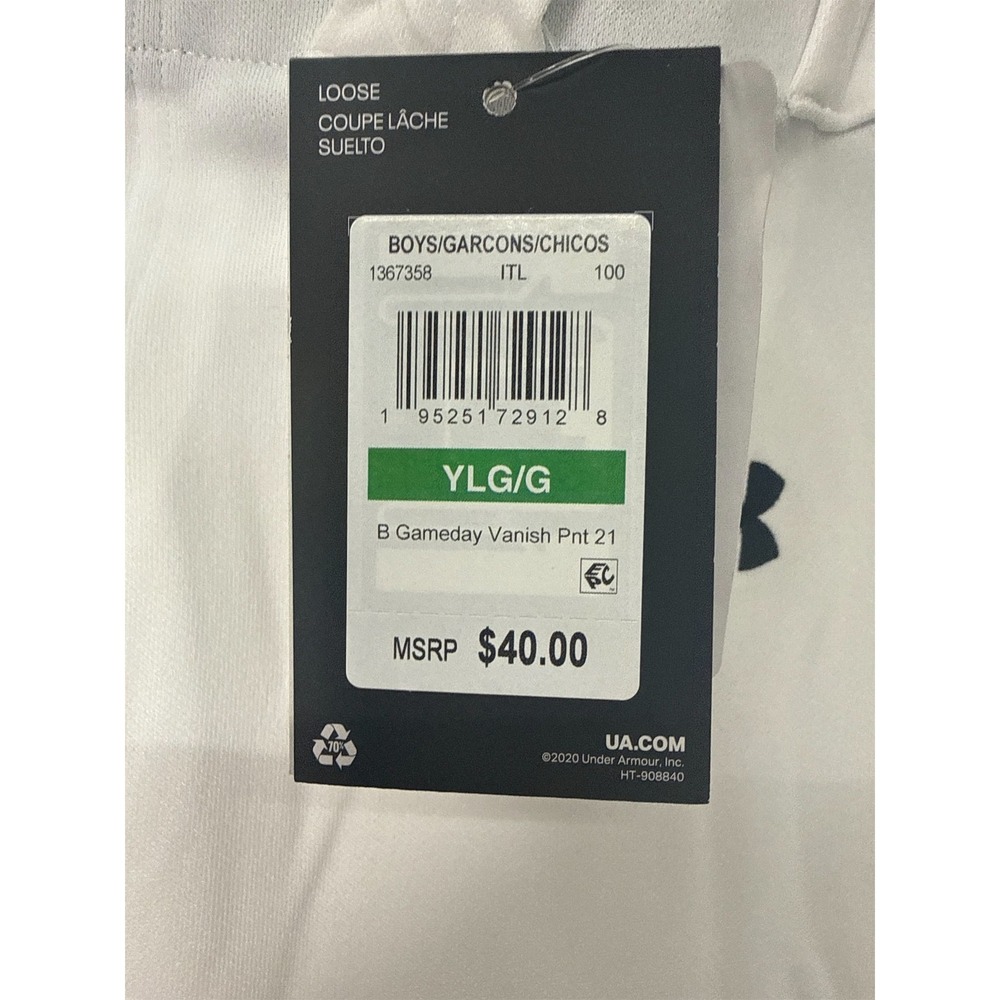 LOOSE
COUPE LÂCHE
SUELTO
BOYS/GARCONS/CHICOS
1367358 ITL 100
1 95251 72912 8
YLG/G
B Gameday Vanish Pnt 21
EPC
MSRP $40.00
70%
UA.COM
©2020 Under Armour, Inc.
HT-908840